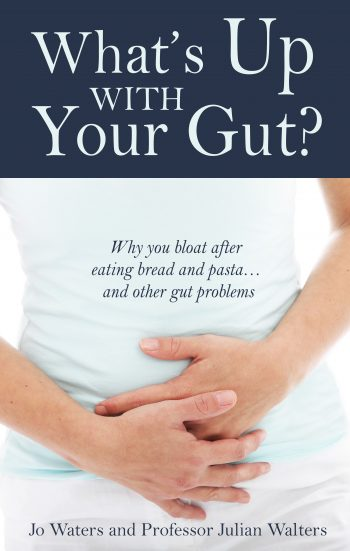 What's Up
WITH
Your Gut?
Why you bloat after
eating bread and pasta...
and other gut problems
Jo Waters and Professor Julian Walters